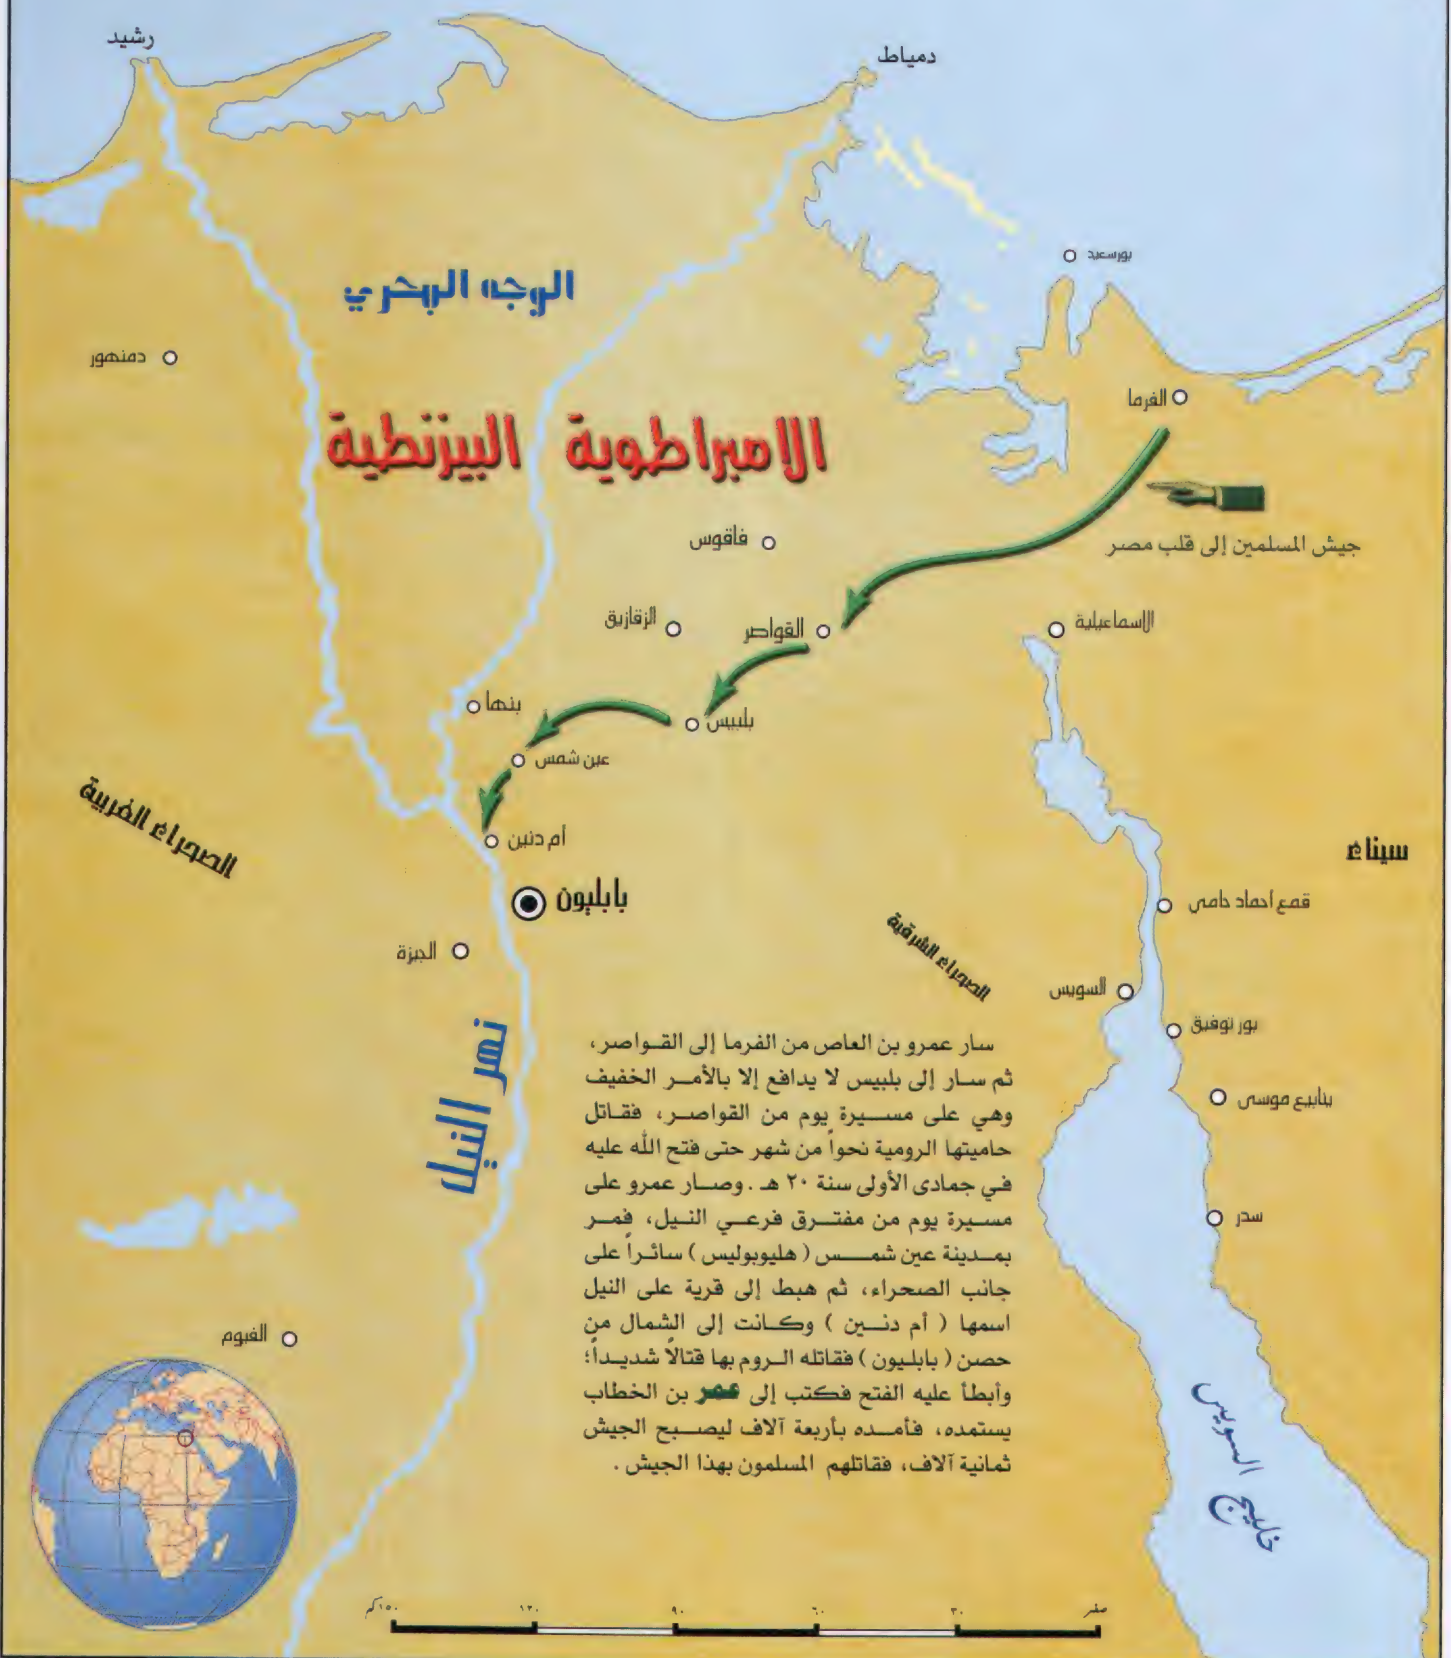 رشيد
دمياط
بورسعيد
الوجه البحري
دمنهور
الفرما
الامبراطوية البيزنطية
جيش المسلمين إلى قلب مصر
فاقوس
الزقازيق
القواصر
الاسماعيلية
بنها
بلبيس
عين شمس
الصحراء الغربية
أم دنين
سيناء
بابليون
قمع احماد حامي
الصحراء الشرقية
الجيزة
السويس
بور توفيق
نهر النيل
ينابيع موسى
سدر
سار عمرو بن العاص من الفرما إلى القواصر،
ثم سار إلى بلبيس لا يدافع إلا بالأمر الخفيف
وهي على مسيرة يوم من القواصر، فقاتل
حاميتها الرومية نحواً من شهر حتى فتح الله عليه
في جمادى الأولى سنة ٢٠ هـ . وصار عمرو على
مسيرة يوم من مفترق فرعي النيل، فمر
بمدينة عين شمس ( هليوبوليس ) سائراً على
جانب الصحراء، ثم هبط إلى قرية على النيل
اسمها ( أم دنين ) وكانت إلى الشمال من
حصن ( بابليون ) فقاتله الروم بها قتالاً شديداً؛
وأبطأ عليه الفتح فكتب إلى عمر بن الخطاب
يستمده، فأمده بأربعة آلاف ليصبح الجيش
ثمانية آلاف، فقاتلهم المسلمون بهذا الجيش .
الفيوم
خليج السويس
صفر ٣٠ ٦٠ ٩٠ ١٢٠ ١٥٠كم